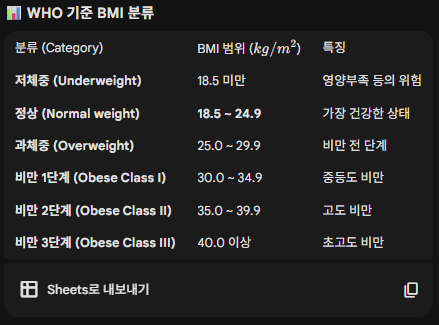 📊 WHO 기준 BMI 분류
분류 (Category) BMI 범위 (kg/m²) 특징
저체중 (Underweight) 18.5 미만 영양부족 등의 위험
정상 (Normal weight) 18.5 ~ 24.9 가장 건강한 상태
과체중 (Overweight) 25.0 ~ 29.9 비만 전 단계
비만 1단계 (Obese Class I) 30.0 ~ 34.9 중등도 비만
비만 2단계 (Obese Class II) 35.0 ~ 39.9 고도 비만
비만 3단계 (Obese Class III) 40.0 이상 초고도 비만
Sheets로 내보내기